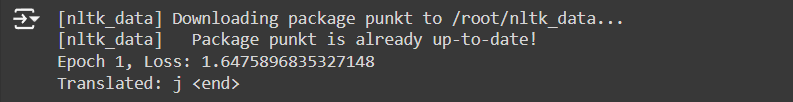 [nltk_data] Downloading package punkt to /root/nltk_data...
[nltk_data]   Package punkt is already up-to-date!
Epoch 1, Loss: 1.6475896835327148
Translated: j <end>